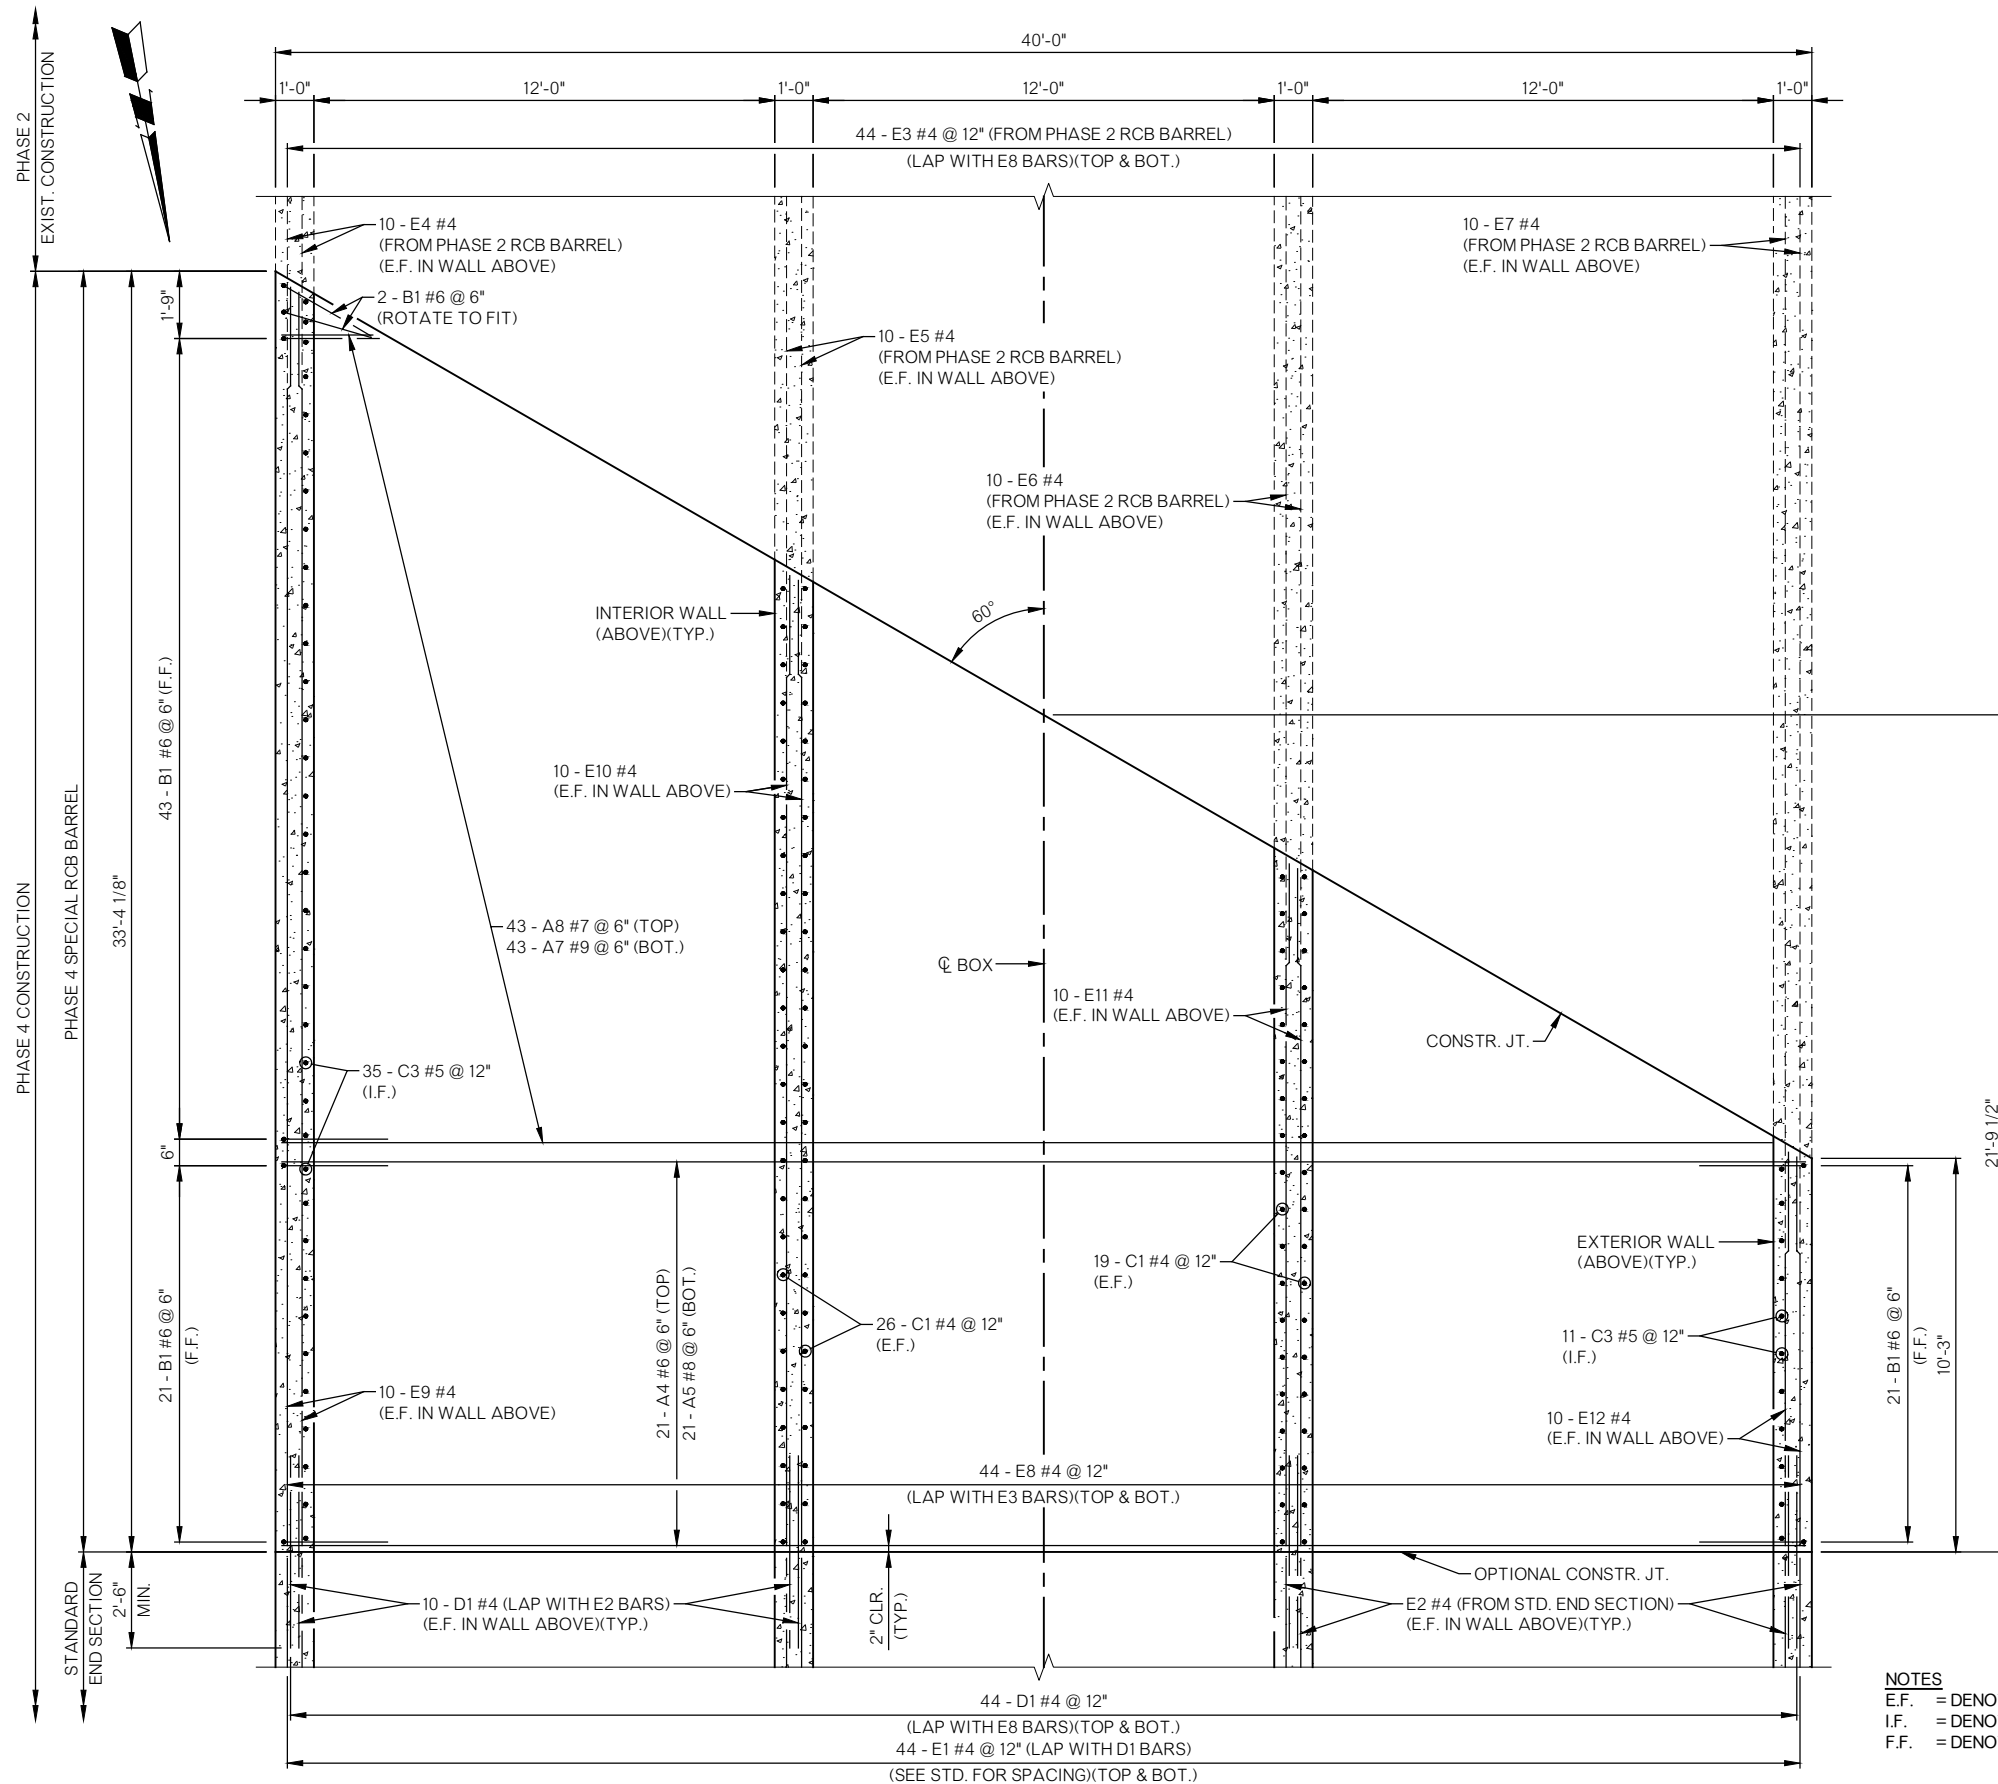 40'-0"
1'-0"
12'-0"
1'-0"
12'-0"
1'-0"
12'-0"
1'-0"
44 - E3 #4 @ 12" (FROM PHASE 2 RCB BARREL)
(LAP WITH E8 BARS)(TOP & BOT.)
PHASE 2
EXIST. CONSTRUCTION
10 - E4 #4
(FROM PHASE 2 RCB BARREL)
(E.F. IN WALL ABOVE)
10 - E7 #4
(FROM PHASE 2 RCB BARREL)
(E.F. IN WALL ABOVE)
1'-9"
2 - B1 #6 @ 6"
(ROTATE TO FIT)
10 - E5 #4
(FROM PHASE 2 RCB BARREL)
(E.F. IN WALL ABOVE)
10 - E6 #4
(FROM PHASE 2 RCB BARREL)
(E.F. IN WALL ABOVE)
INTERIOR WALL
(ABOVE)(TYP.)
60°
43 - B1 #6 @ 6" (F.F.)
10 - E10 #4
(E.F. IN WALL ABOVE)
PHASE 4 CONSTRUCTION
PHASE 4 SPECIAL RCB BARREL
33'-4 1/8"
43 - A8 #7 @ 6" (TOP)
43 - A7 #9 @ 6" (BOT.)
℄ BOX
10 - E11 #4
(E.F. IN WALL ABOVE)
CONSTR. JT.
35 - C3 #5 @ 12"
(I.F.)
21'-9 1/2"
6"
21 - B1 #6 @ 6"
(F.F.)
21 - A4 #6 @ 6" (TOP)
21 - A5 #8 @ 6" (BOT.)
19 - C1 #4 @ 12"
(E.F.)
EXTERIOR WALL
(ABOVE)(TYP.)
26 - C1 #4 @ 12"
(E.F.)
11 - C3 #5 @ 12"
(I.F.)
21 - B1 #6 @ 6"
(F.F.)
10'-3"
10 - E9 #4
(E.F. IN WALL ABOVE)
10 - E12 #4
(E.F. IN WALL ABOVE)
44 - E8 #4 @ 12"
(LAP WITH E3 BARS)(TOP & BOT.)
STANDARD
END SECTION
2'-6"
MIN.
10 - D1 #4 (LAP WITH E2 BARS)
(E.F. IN WALL ABOVE)(TYP.)
2" CLR.
(TYP.)
OPTIONAL CONSTR. JT.
E2 #4 (FROM STD. END SECTION)
(E.F. IN WALL ABOVE)(TYP.)
44 - D1 #4 @ 12"
(LAP WITH E8 BARS)(TOP & BOT.)
44 - E1 #4 @ 12" (LAP WITH D1 BARS)
(SEE STD. FOR SPACING)(TOP & BOT.)
NOTES
E.F. = DENO
I.F. = DENO
F.F. = DENO